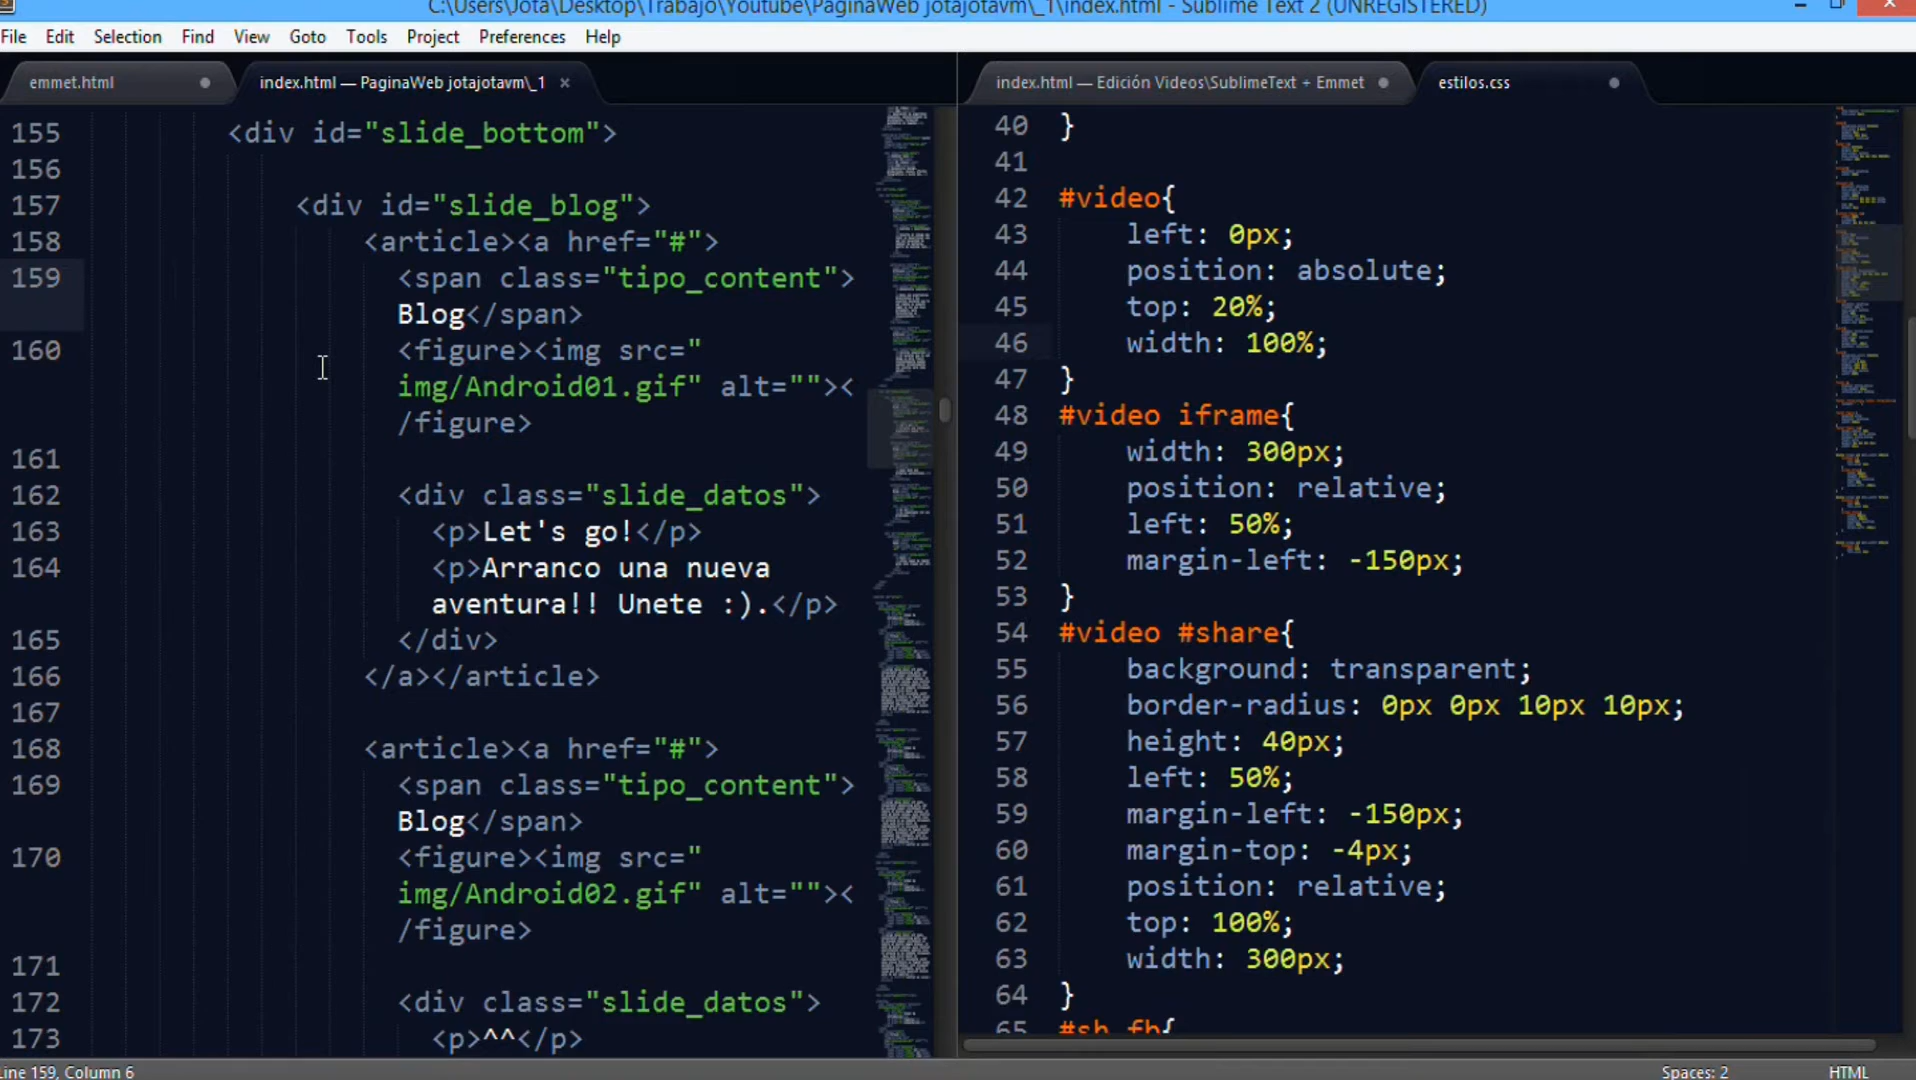 C:\Users\Jota\Desktop\Trabajo\Youtube\PaginaWeb jotajotavm\_1\index.html - Sublime Text 2 (UNREGISTERED)
File Edit Selection Find View Goto Tools Project Preferences Help
emmet.html
index.html — PaginaWeb jotajotavm\_1
155 <div id="slide_bottom">
156
157 <div id="slide_blog">
158 <article><a href="#">
159 <span class="tipo_content">
Blog</span>
160 <figure><img src="
img/Android01.gif" alt=""><
/figure>
161
162 <div class="slide_datos">
163 <p>Let's go!</p>
164 <p>Arranco una nueva
aventura!! Unete :).</p>
165 </div>
166 </a></article>
167
168 <article><a href="#">
169 <span class="tipo_content">
Blog</span>
170 <figure><img src="
img/Android02.gif" alt=""><
/figure>
171
172 <div class="slide_datos">
173 <p>^^</p>
index.html — Edición Videos\SublimeText + Emmet
estilos.css
40 }
41
42 #video{
43 left: 0px;
44 position: absolute;
45 top: 20%;
46 width: 100%;
47 }
48 #video iframe{
49 width: 300px;
50 position: relative;
51 left: 50%;
52 margin-left: -150px;
53 }
54 #video #share{
55 background: transparent;
56 border-radius: 0px 0px 10px 10px;
57 height: 40px;
58 left: 50%;
59 margin-left: -150px;
60 margin-top: -4px;
61 position: relative;
62 top: 100%;
63 width: 300px;
64 }
65 #sh_fb{
Line 159, Column 6
Spaces: 2
HTML